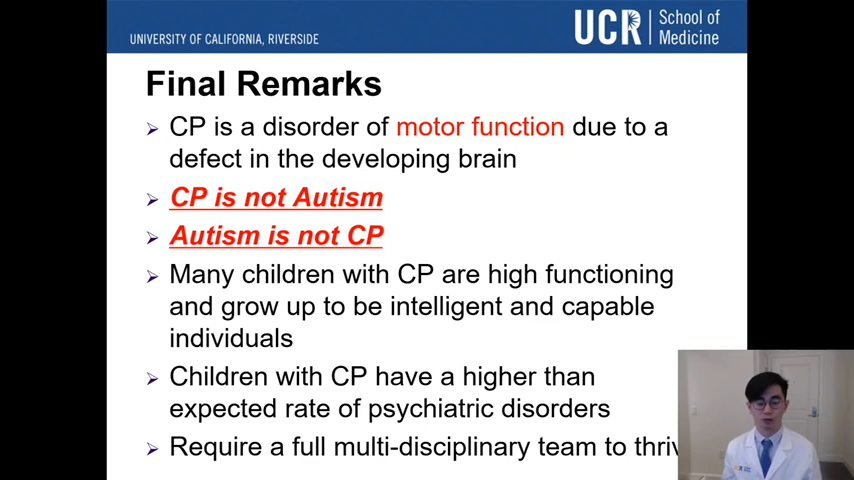 UNIVERSITY OF CALIFORNIA, RIVERSIDE
UCR School of
Medicine
Final Remarks
CP is a disorder of motor function due to a
defect in the developing brain
CP is not Autism
Autism is not CP
Many children with CP are high functioning
and grow up to be intelligent and capable
individuals
Children with CP have a higher than
expected rate of psychiatric disorders
Require a full multi-disciplinary team to